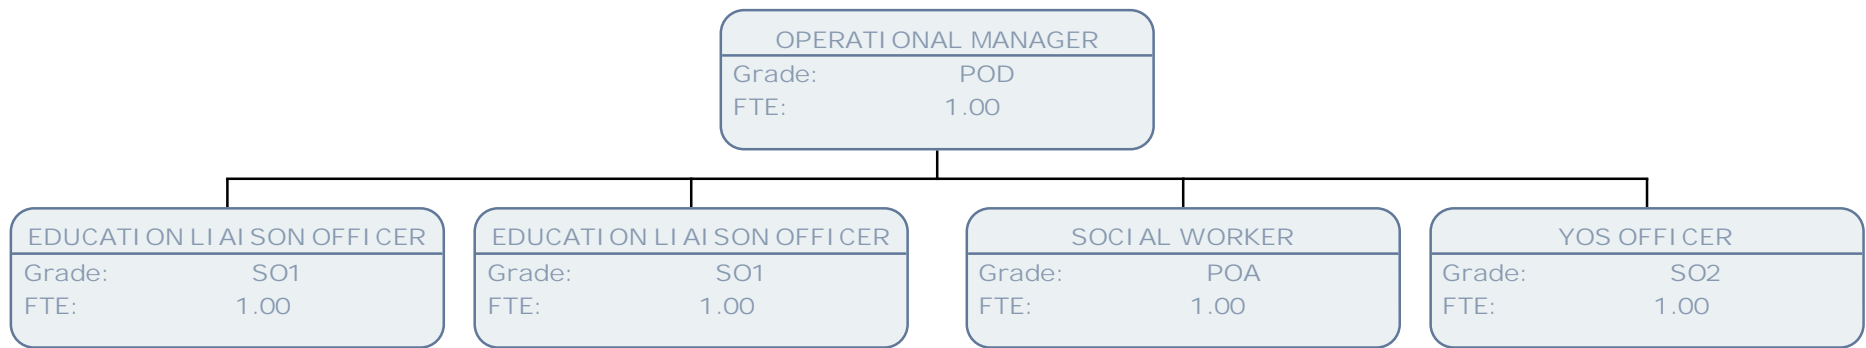 OPERATIONAL MANAGER
Grade: POD
FTE: 1.00
EDUCATION LIAISON OFFICER
Grade: SO1
FTE: 1.00
EDUCATION LIAISON OFFICER
Grade: SO1
FTE: 1.00
SOCIAL WORKER
Grade: POA
FTE: 1.00
YOS OFFICER
Grade: SO2
FTE: 1.00